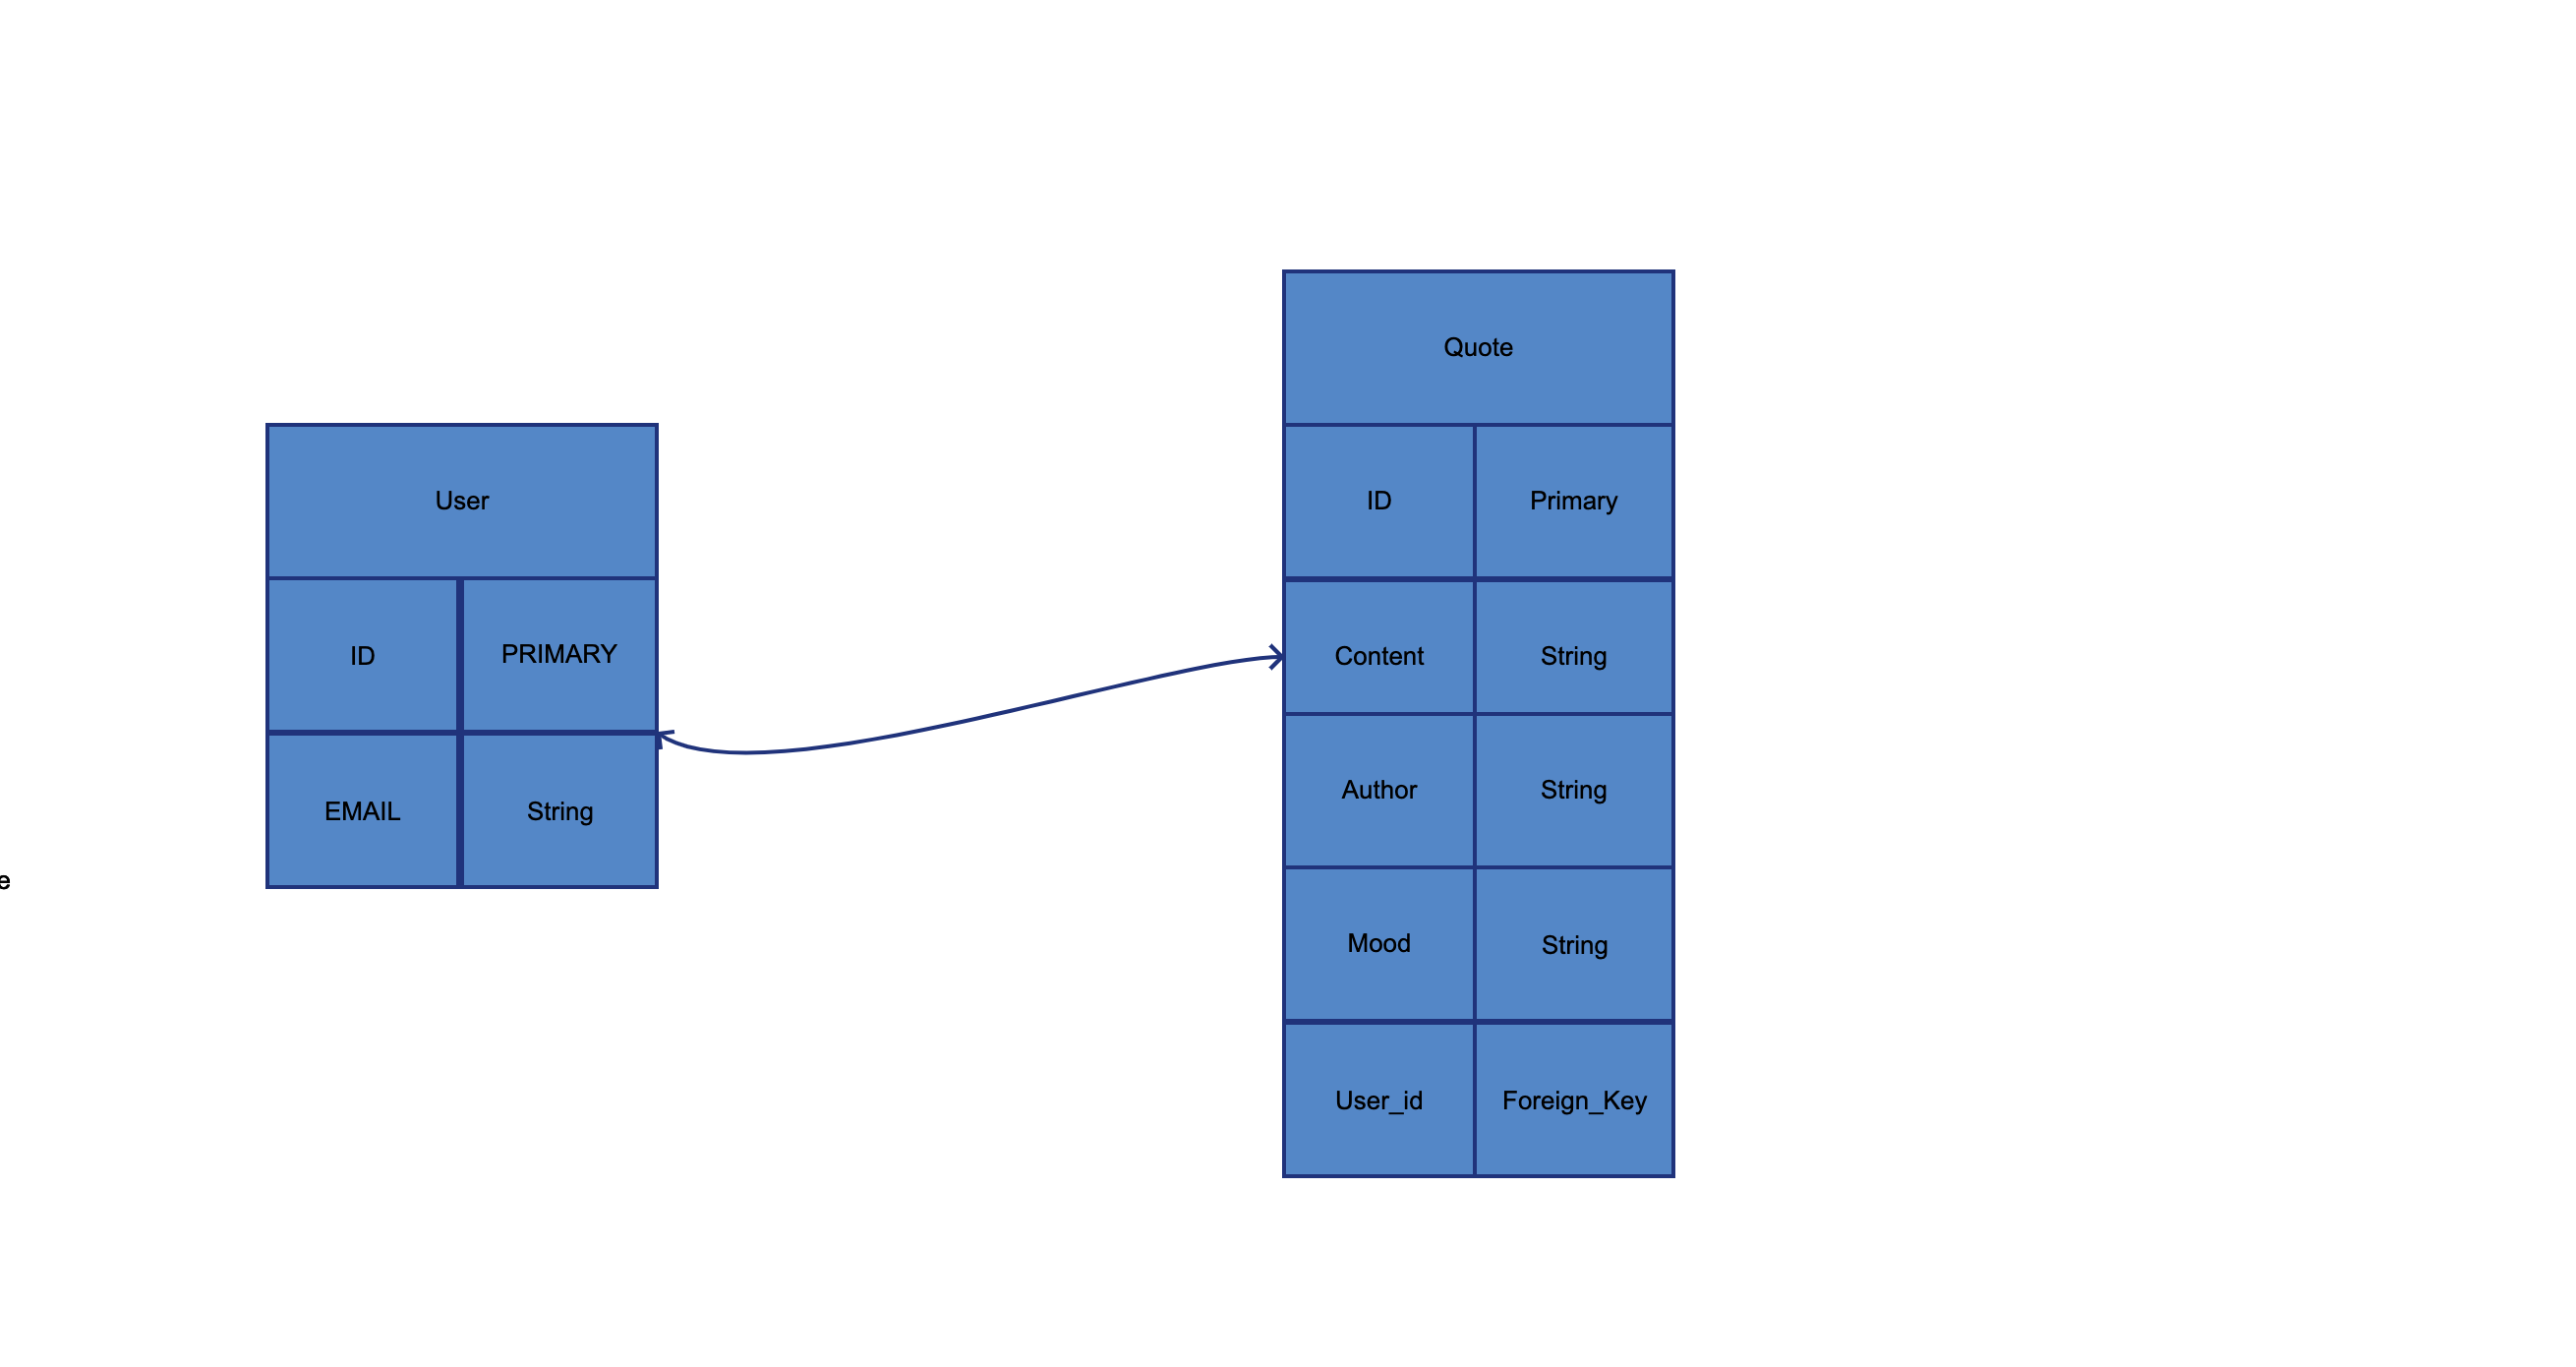 User
ID PRIMARY
EMAIL String
Quote
ID Primary
Content String
Author String
Mood String
User_id Foreign_Key
e